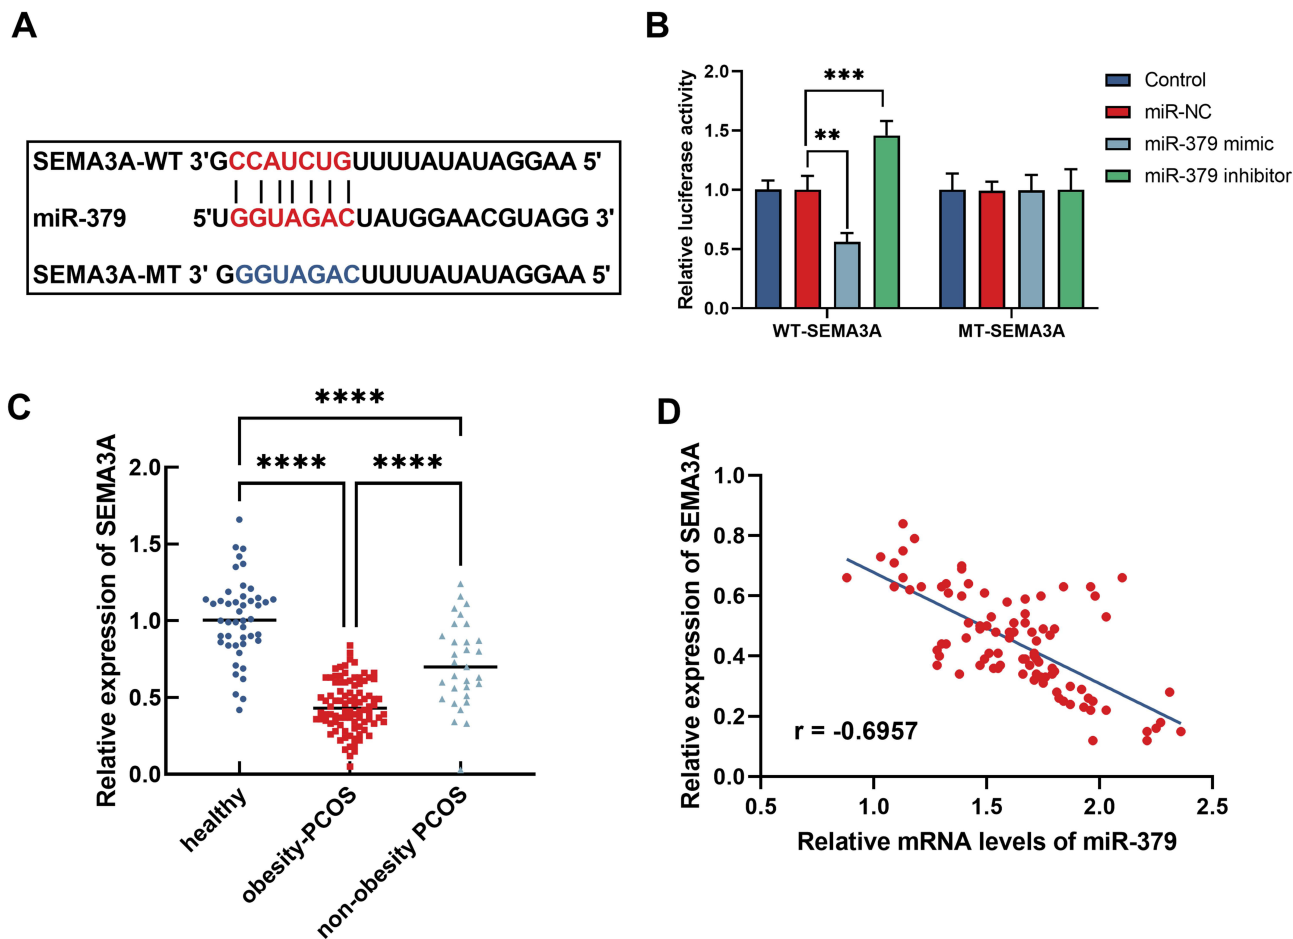 A
SEMA3A-WT 3'GCCAUCUGUUUUAUAUAGGAA 5'
miR-379 5'UGGUAGACUAUGGAACGUAGG 3'
SEMA3A-MT 3' GGGUAGACUUUUAUAUAGGAA 5'
B
Relative luciferase activity
2.0
1.5
1.0
0.5
0.0
***
**
WT-SEMA3A
MT-SEMA3A
Control
miR-NC
miR-379 mimic
miR-379 inhibitor
C
Relative expression of SEMA3A
2.0
1.5
1.0
0.5
0.0
****
**** ****
healthy
obesity-PCOS
non-obesity PCOS
D
Relative expression of SEMA3A
1.0
0.8
0.6
0.4
0.2
0.0
r = -0.6957
0.5 1.0 1.5 2.0 2.5
Relative mRNA levels of miR-379